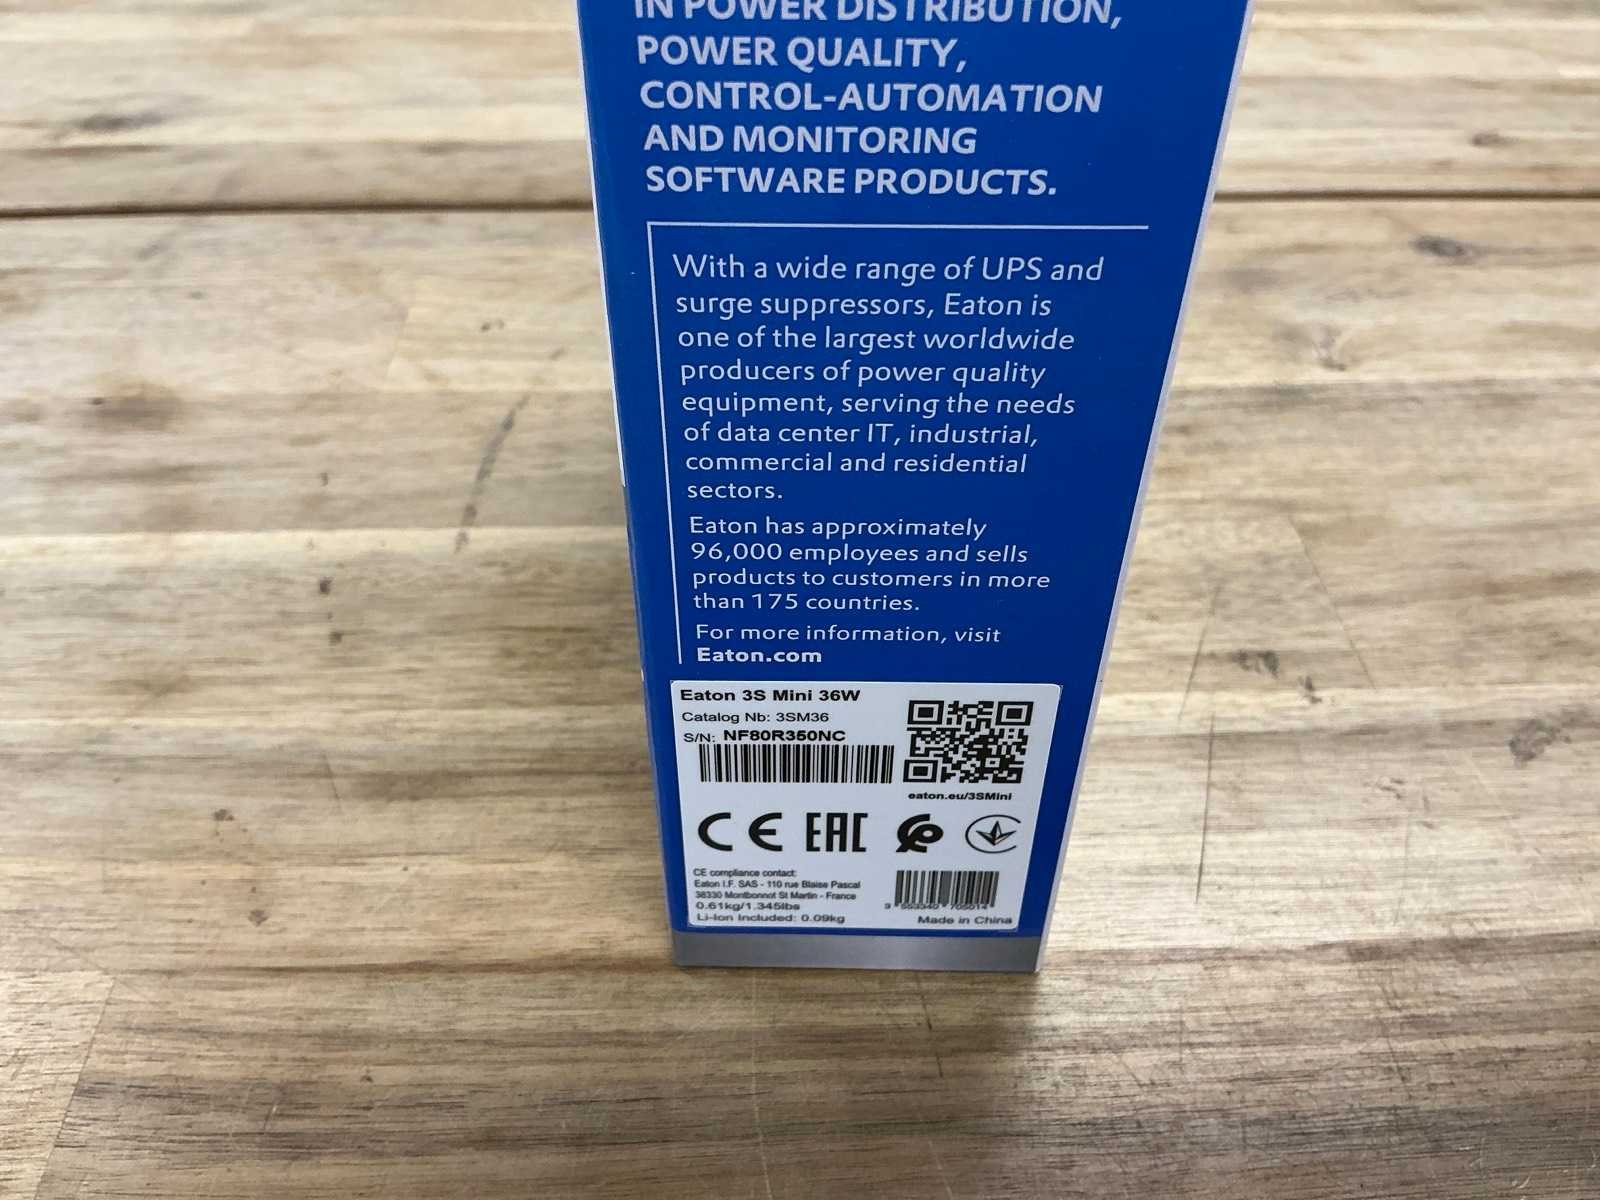 IN POWER DISTRIBUTION,
POWER QUALITY,
CONTROL-AUTOMATION
AND MONITORING
SOFTWARE PRODUCTS.
With a wide range of UPS and
surge suppressors, Eaton is
one of the largest worldwide
producers of power quality
equipment, serving the needs
of data center IT, industrial,
commercial and residential
sectors.
Eaton has approximately
96,000 employees and sells
products to customers in more
than 175 countries.
For more information, visit
Eaton.com
Eaton 3S Mini 36W
Catalog Nb: 3SM36
S/N: NF80R350NC
eaton.eu/3SMini
CE EAC
CE compliance contact:
Eaton I.F. SAS - 110 rue Blaise Pascal
38330 Montbonnot St Martin - France
0.61kg/1.345lbs
Li-Ion Included: 0.09kg
Made in China